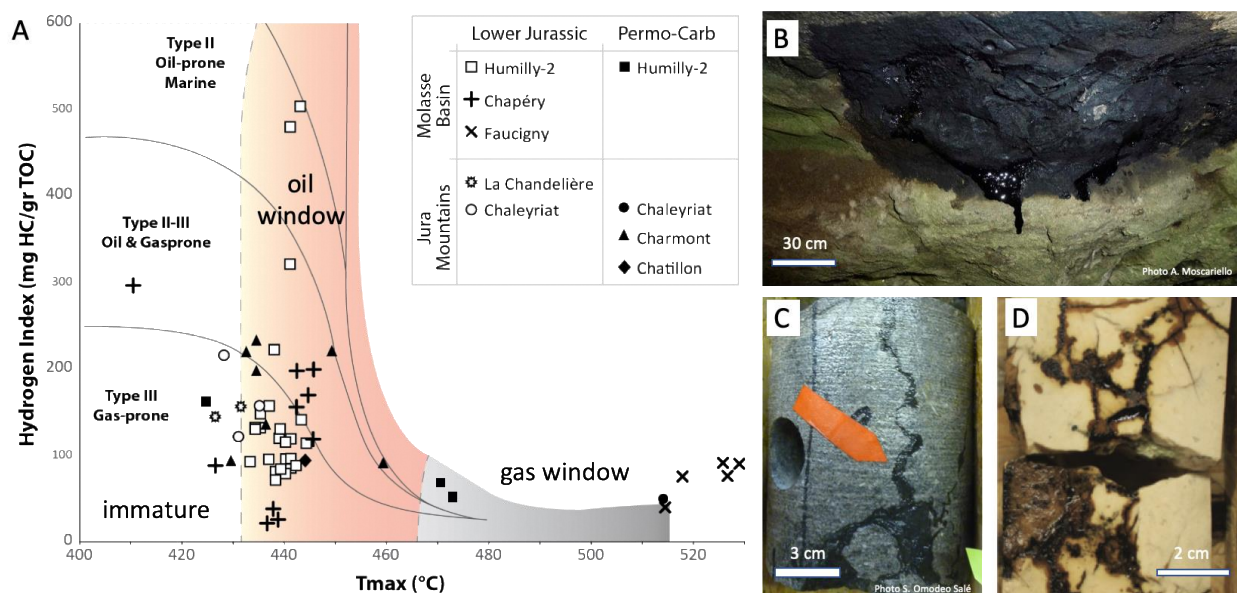 A
600
500
400
300
200
100
0
Hydrogen Index (mg HC/gr TOC)
400
420
440
460
480
500
520
Tmax (°C)
Type II
Oil-prone
Marine
Type II-III
Oil & Gasprone
Type III
Gas-prone
immature
oil
window
gas window
Lower Jurassic
Permo-Carb
Molasse
Basin
Humilly-2
Humilly-2
Chapéry
Faucigny
Jura
Mountains
La Chandelière
Chaleyriat
Chaleyriat
Charmont
Chatillon
B
30 cm
Photo A. Moscariello
C
3 cm
Photo S. Omodeo Salé
D
2 cm